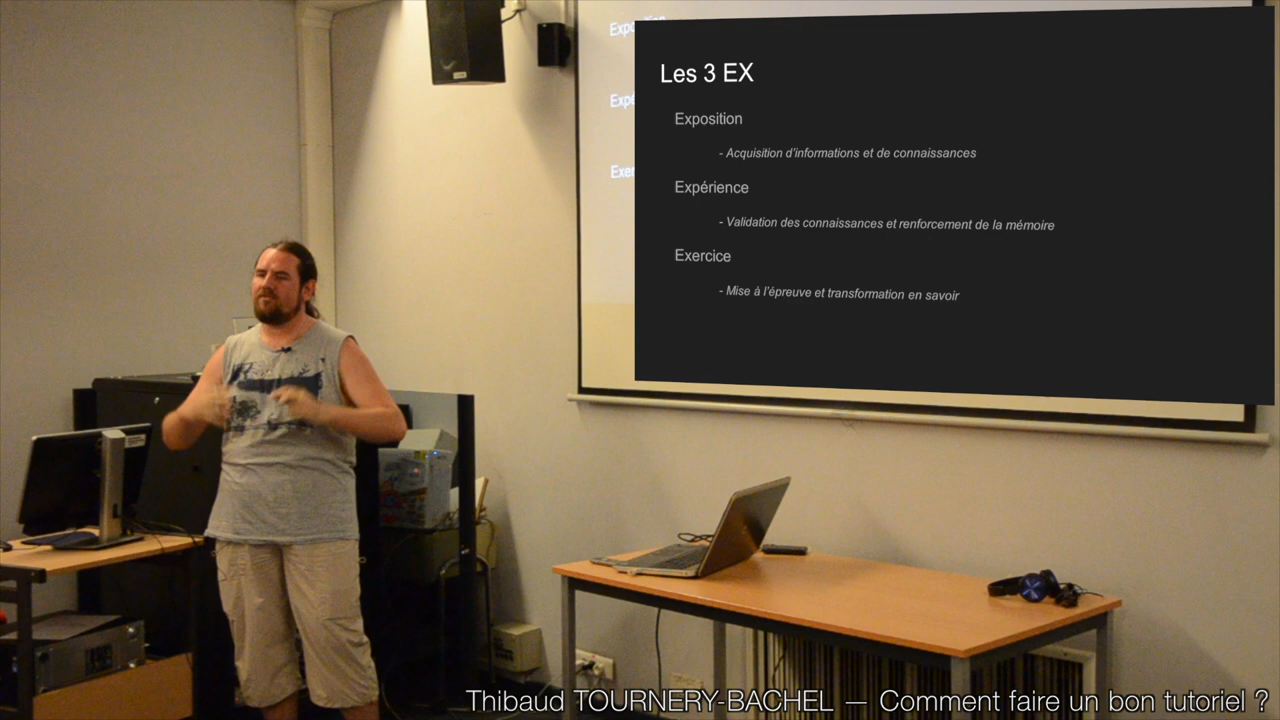 Les 3 EX
Exposition
- Acquisition d'informations et de connaissances
Expérience
- Validation des connaissances et renforcement de la mémoire
Exercice
- Mise à l'épreuve et transformation en savoir
Thibaud TOURNERY-BACHEL — Comment faire un bon tutoriel ?